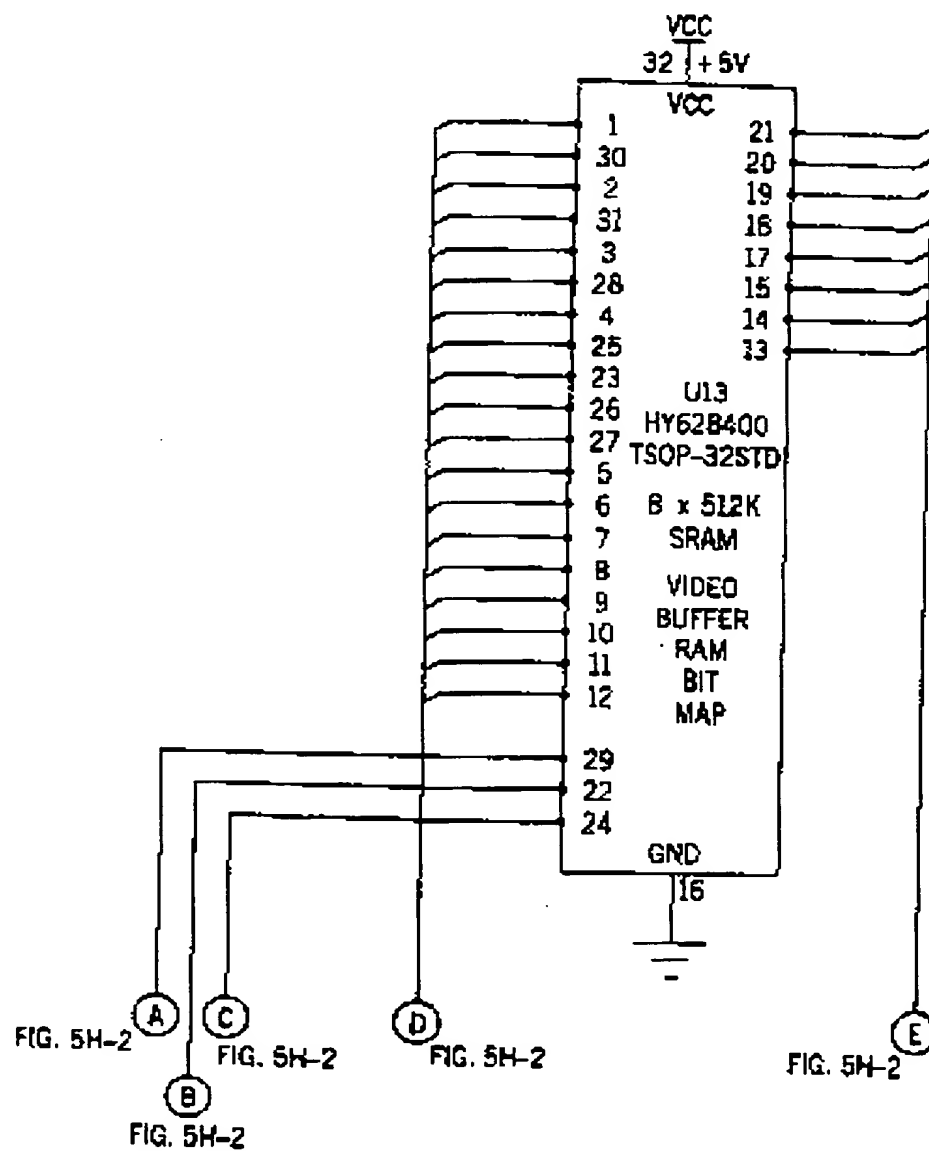 VCC
32 +5V
VCC
1
30
2
31
3
28
4
25
23
26
27
5
6
7
8
9
10
11
12
29
22
24
21
20
19
18
17
15
14
13
U13
HY628400
TSOP-32STD
8 x 512K
SRAM
VIDEO
BUFFER
RAM
BIT
MAP
GND
16
A
FIG. 5H-2
B
FIG. 5H-2
C
FIG. 5H-2
D
FIG. 5H-2
E
FIG. 5H-2